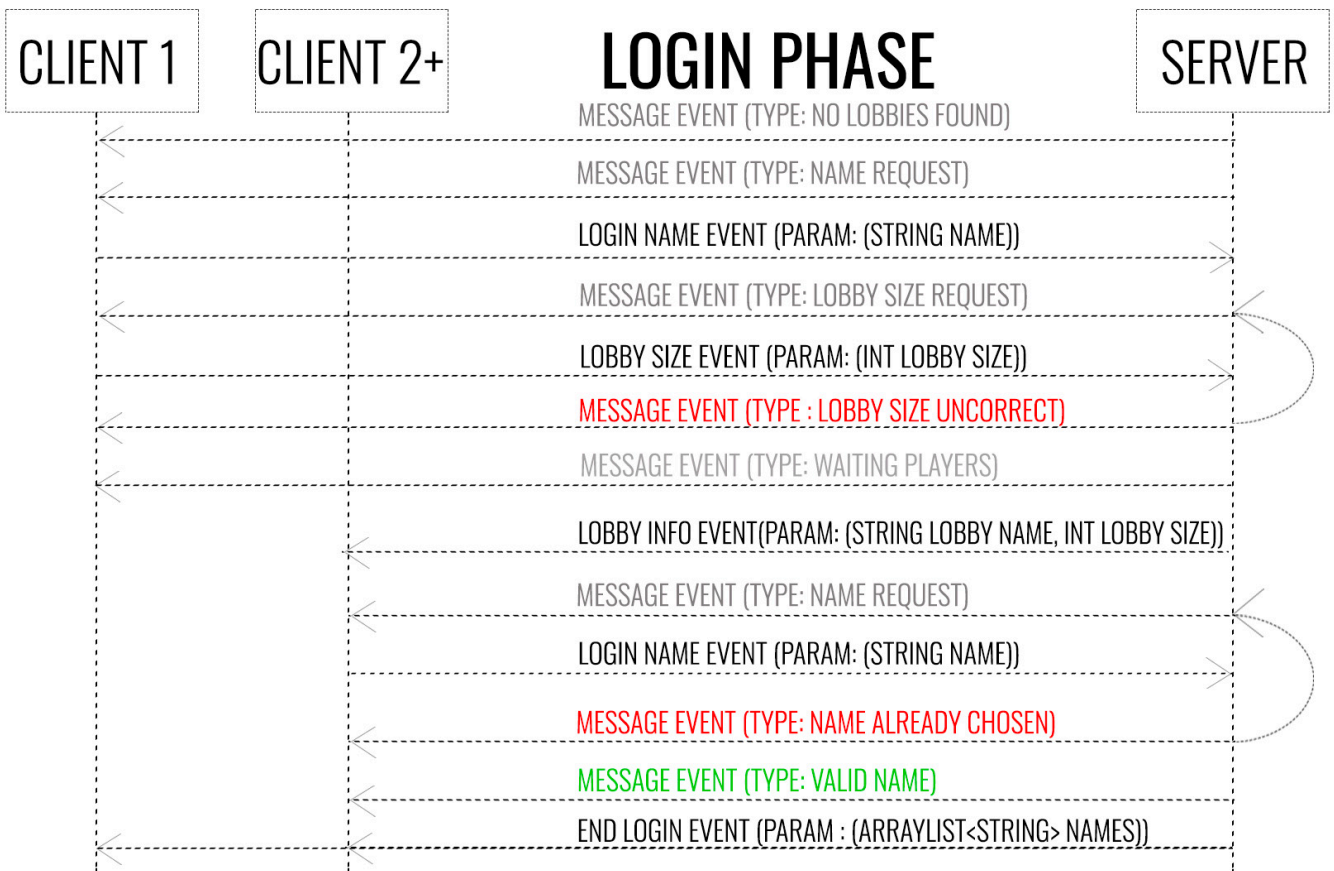 CLIENT 1
CLIENT 2+
LOGIN PHASE
SERVER
MESSAGE EVENT (TYPE: NO LOBBIES FOUND)
MESSAGE EVENT (TYPE: NAME REQUEST)
LOGIN NAME EVENT (PARAM: (STRING NAME))
MESSAGE EVENT (TYPE: LOBBY SIZE REQUEST)
LOBBY SIZE EVENT (PARAM: (INT LOBBY SIZE))
MESSAGE EVENT (TYPE : LOBBY SIZE UNCORRECT)
MESSAGE EVENT (TYPE: WAITING PLAYERS)
LOBBY INFO EVENT(PARAM: (STRING LOBBY NAME, INT LOBBY SIZE))
MESSAGE EVENT (TYPE: NAME REQUEST)
LOGIN NAME EVENT (PARAM: (STRING NAME))
MESSAGE EVENT (TYPE: NAME ALREADY CHOSEN)
MESSAGE EVENT (TYPE: VALID NAME)
END LOGIN EVENT (PARAM : (ARRAYLIST<STRING> NAMES))